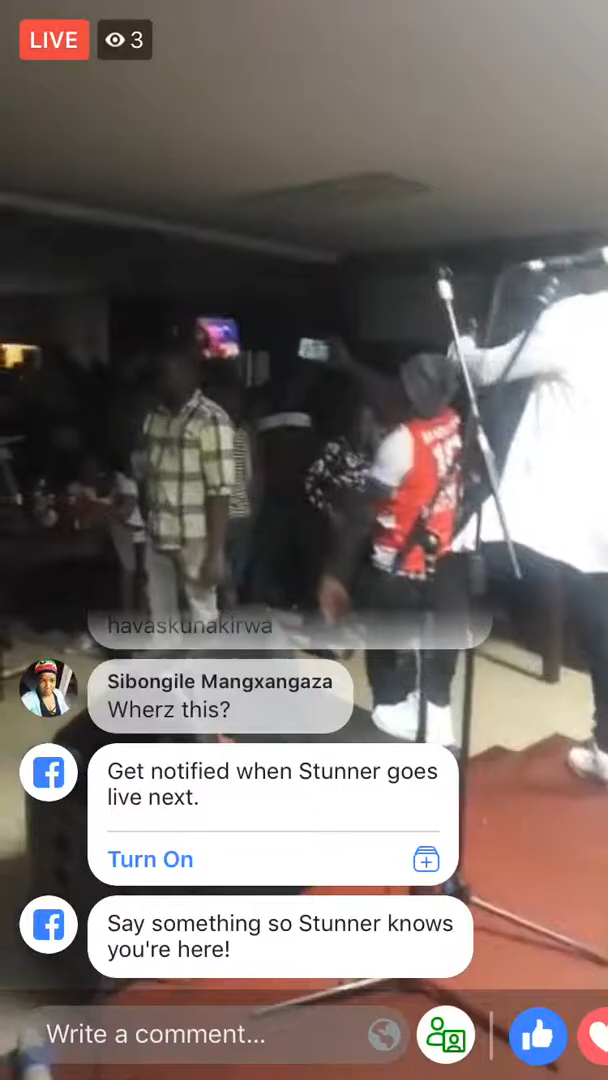 LIVE
3
havaskunakirwa
Sibongile Mangxangaza
Wherz this?
Get notified when Stunner goes
live next.
Turn On
Say something so Stunner knows
you're here!
Write a comment...